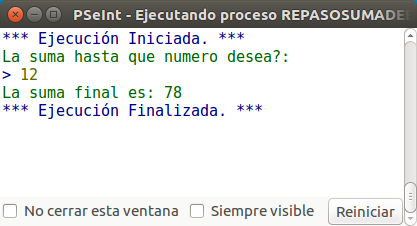 PSeInt - Ejecutando proceso REPASOSUMADE
*** Ejecución Iniciada. ***
La suma hasta que numero desea?:
> 12
La suma final es: 78
*** Ejecución Finalizada. ***
No cerrar esta ventana
Siempre visible
Reiniciar